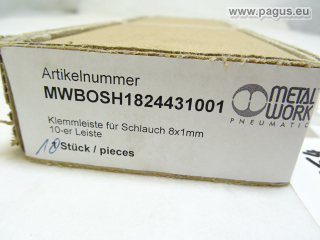 www.pagus.eu
Artikelnummer
MWBOSH1824431001
METAL
WORK
PNEUMATIC
Klemmleiste für Schlauch 8x1mm
10-er Leiste
10 Stück / pieces